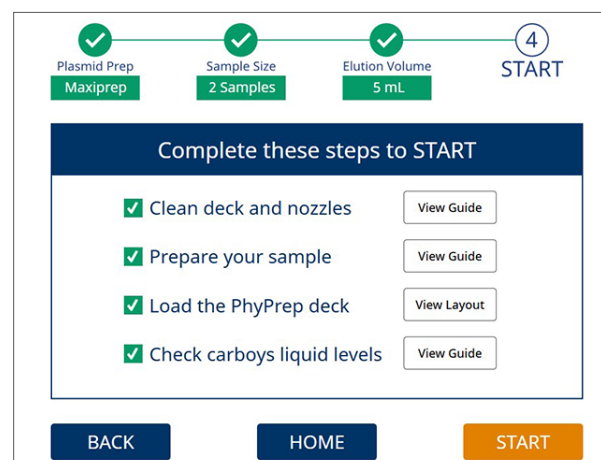 4
Plasmid Prep
Sample Size
Elution Volume
START
Maxiprep
2 Samples
5 mL
Complete these steps to START
Clean deck and nozzles
View Guide
Prepare your sample
View Guide
Load the PhyPrep deck
View Layout
Check carboys liquid levels
View Guide
BACK
HOME
START